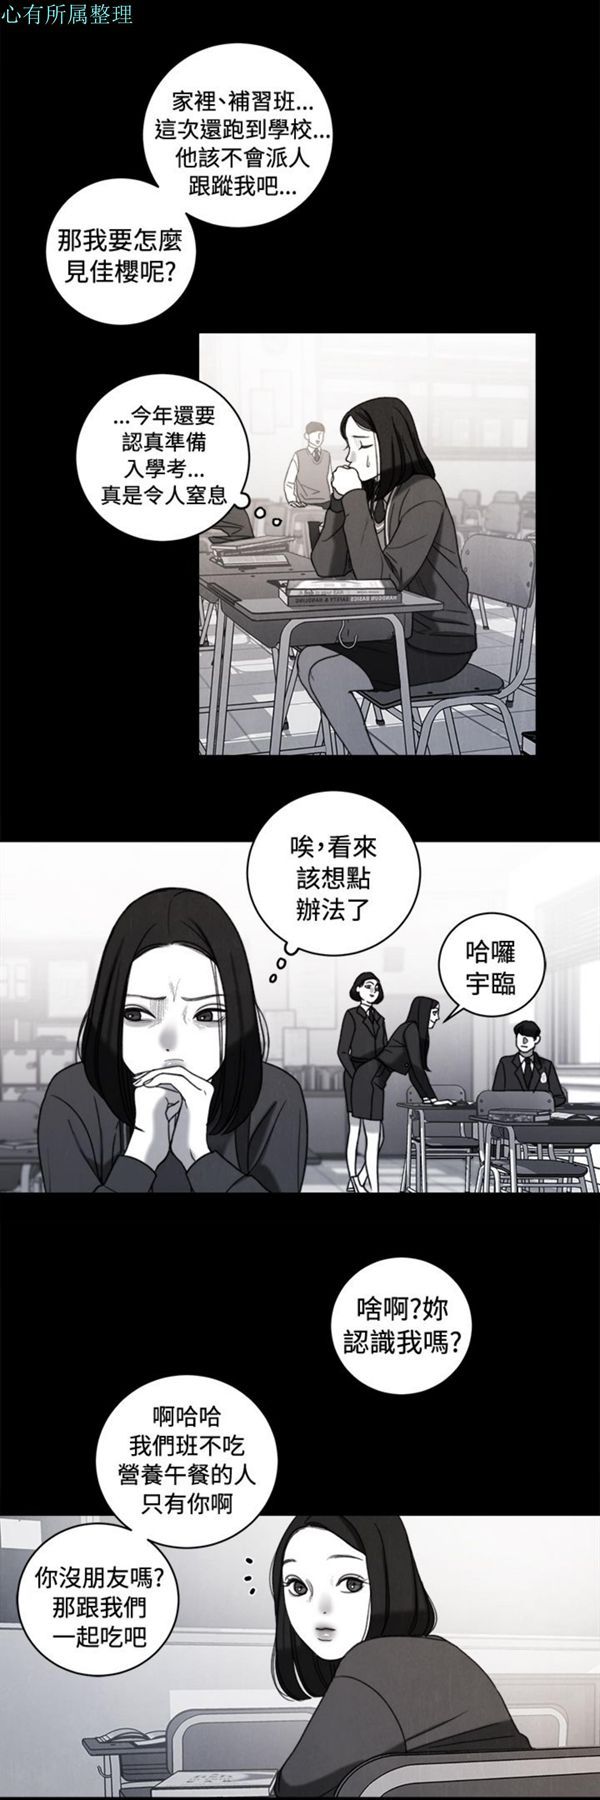 心有所属整理
家裡、補習班...
這次還跑到學校...
他該不會派人
跟蹤我吧...
那我要怎麼
見佳櫻呢?
...今年還要
認真準備
入學考...
真是令人窒息
HANDGUN BASICS
SAFETY & HANDLING
唉，看來
該想點
辦法了
哈囉
宇臨
啥啊?妳
認識我嗎?
啊哈哈
我們班不吃
營養午餐的人
只有你啊
你沒朋友嗎?
那跟我們
一起吃吧